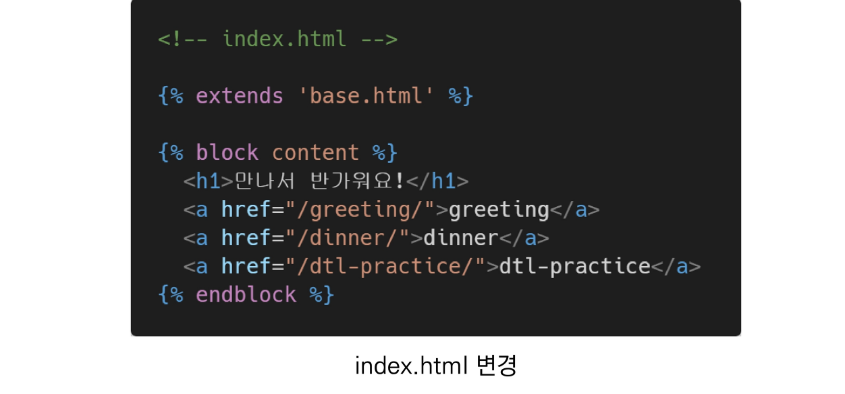 <!-- index.html -->
{% extends 'base.html' %}
{% block content %}
<h1>만나서 반가워요!</h1>
<a href="/greeting/">greeting</a>
<a href="/dinner/">dinner</a>
<a href="/dtl-practice/">dtl-practice</a>
{% endblock %}
index.html 변경